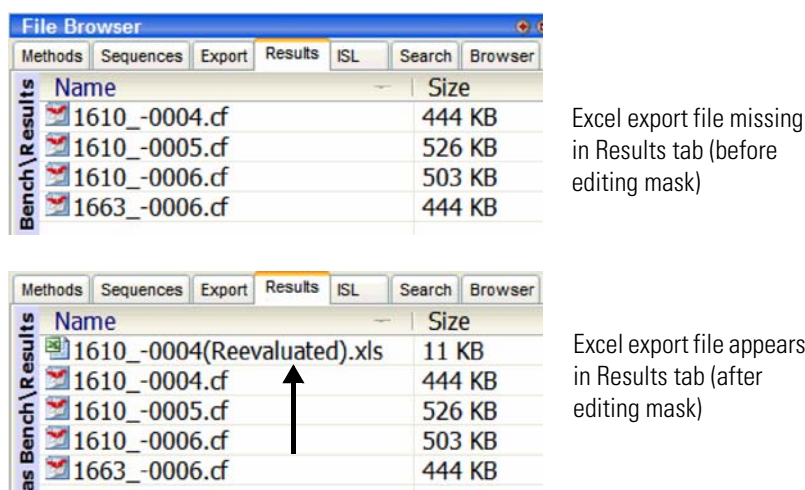 File Browser
Methods Sequences Export Results ISL Search Browser
Bench\Results
Name Size
1610_-0004.cf 444 KB
1610_-0005.cf 526 KB
1610_-0006.cf 503 KB
1663_-0006.cf 444 KB
Excel export file missing
in Results tab (before
editing mask)
Methods Sequences Export Results ISL Search Browser
as Bench\Results
Name Size
1610_-0004(Reevaluated).xls 11 KB
1610_-0004.cf 444 KB
1610_-0005.cf 526 KB
1610_-0006.cf 503 KB
1663_-0006.cf 444 KB
Excel export file appears
in Results tab (after
editing mask)